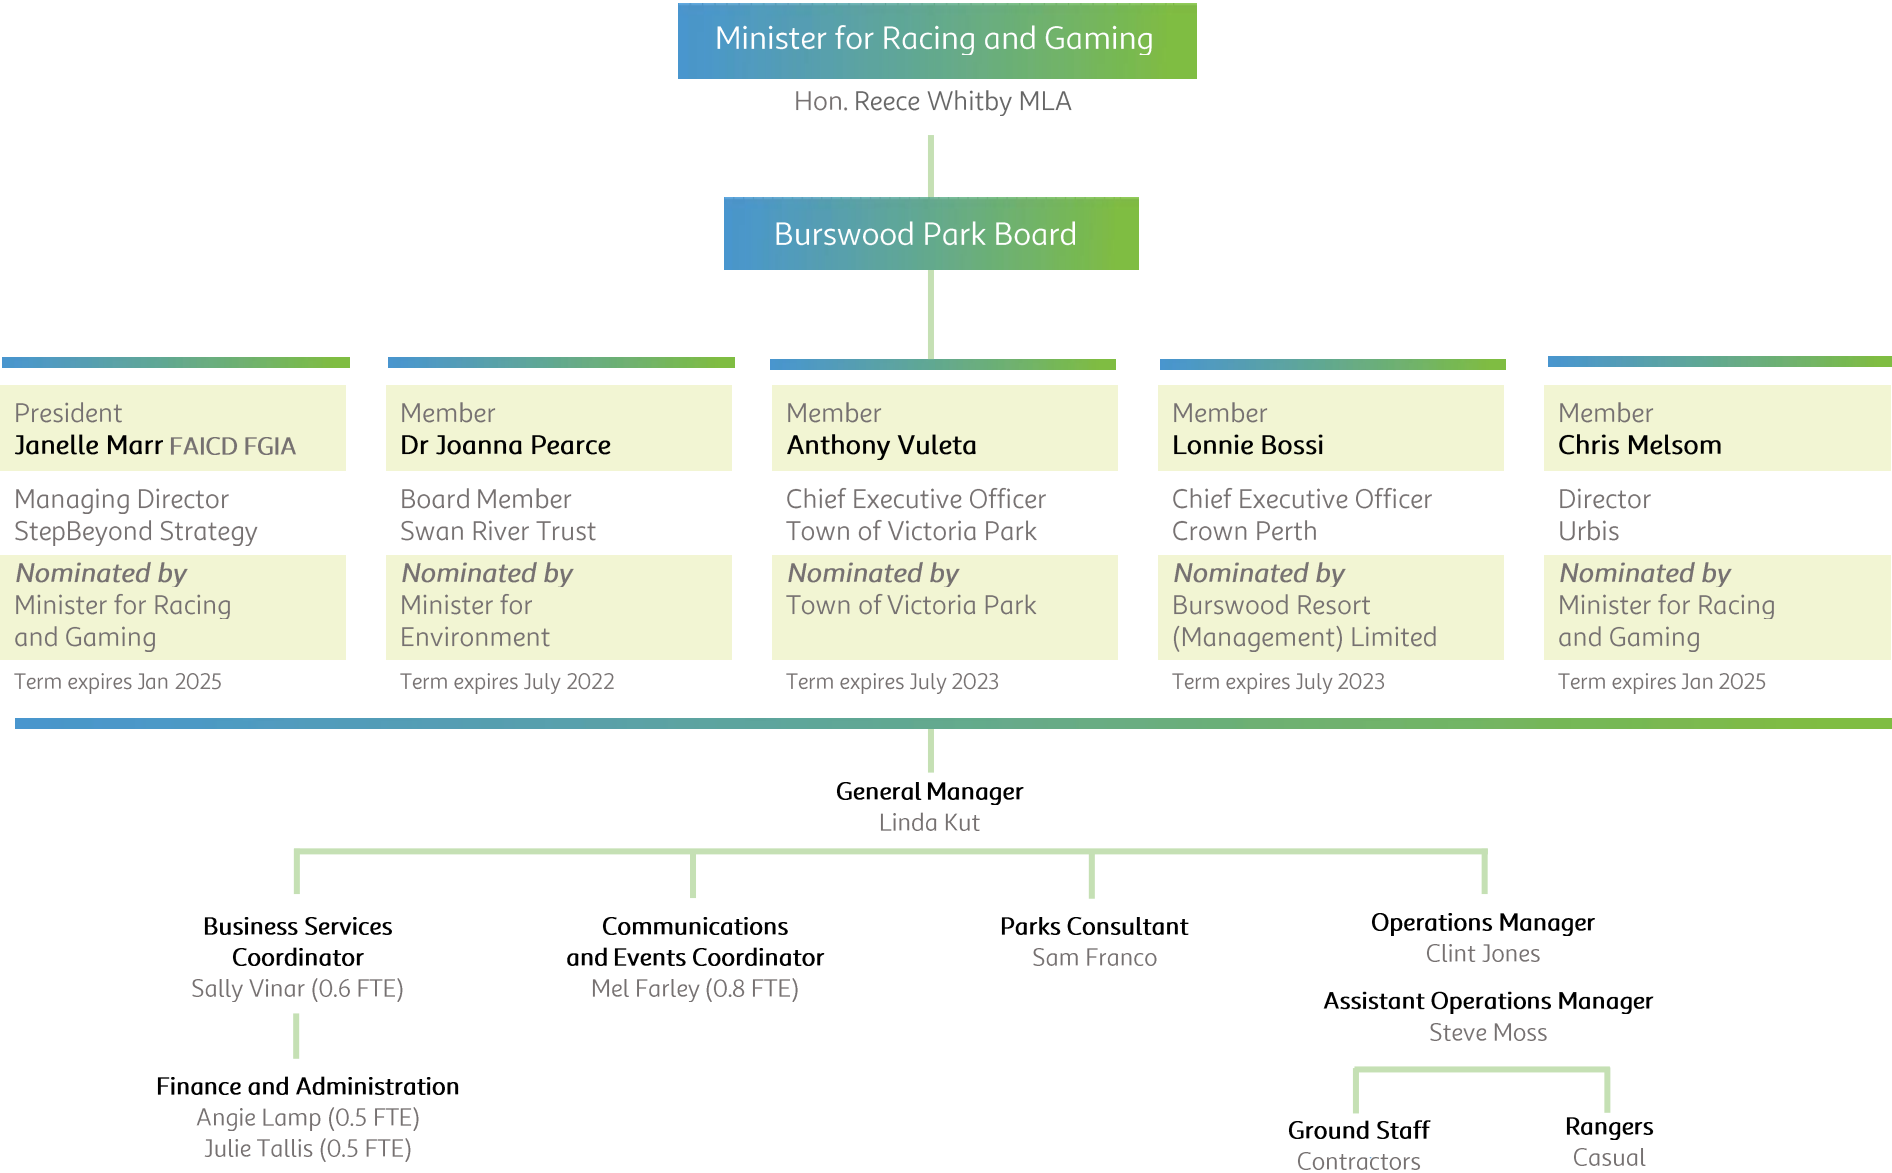 Minister for Racing and Gaming
Hon. Reece Whitby MLA
Burswood Park Board
President
Janelle Marr FAICD FGIA
Managing Director
StepBeyond Strategy
Nominated by
Minister for Racing
and Gaming
Term expires Jan 2025
Member
Dr Joanna Pearce
Board Member
Swan River Trust
Nominated by
Minister for
Environment
Term expires July 2022
Member
Anthony Vuleta
Chief Executive Officer
Town of Victoria Park
Nominated by
Town of Victoria Park
Term expires July 2023
Member
Lonnie Bossi
Chief Executive Officer
Crown Perth
Nominated by
Burswood Resort
(Management) Limited
Term expires July 2023
Member
Chris Melsom
Director
Urbis
Nominated by
Minister for Racing
and Gaming
Term expires Jan 2025
General Manager
Linda Kut
Business Services
Coordinator
Sally Vinar (0.6 FTE)
Finance and Administration
Angie Lamp (0.5 FTE)
Julie Tallis (0.5 FTE)
Communications
and Events Coordinator
Mel Farley (0.8 FTE)
Parks Consultant
Sam Franco
Operations Manager
Clint Jones
Assistant Operations Manager
Steve Moss
Ground Staff
Contractors
Rangers
Casual